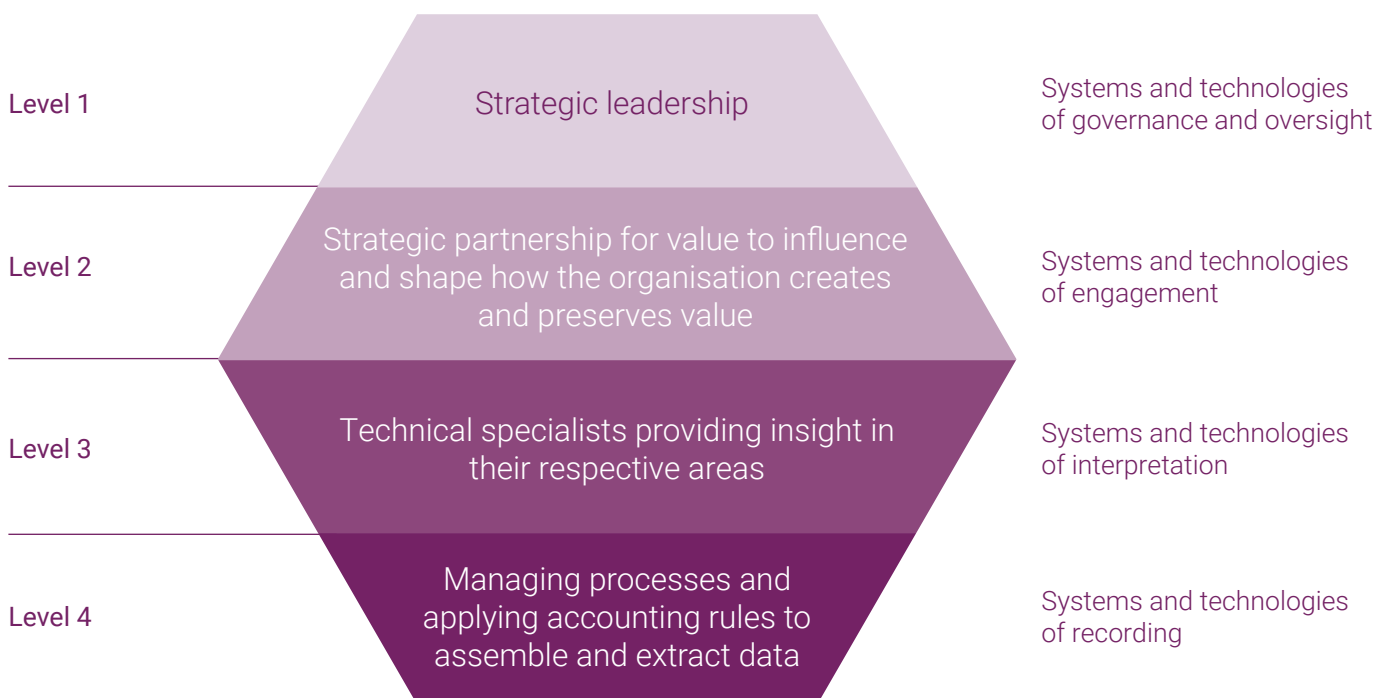 Level 1
Strategic leadership
Systems and technologies
of governance and oversight
Level 2
Strategic partnership for value to influence
and shape how the organisation creates
and preserves value
Systems and technologies
of engagement
Level 3
Technical specialists providing insight in
their respective areas
Systems and technologies
of interpretation
Level 4
Managing processes and
applying accounting rules to
assemble and extract data
Systems and technologies
of recording